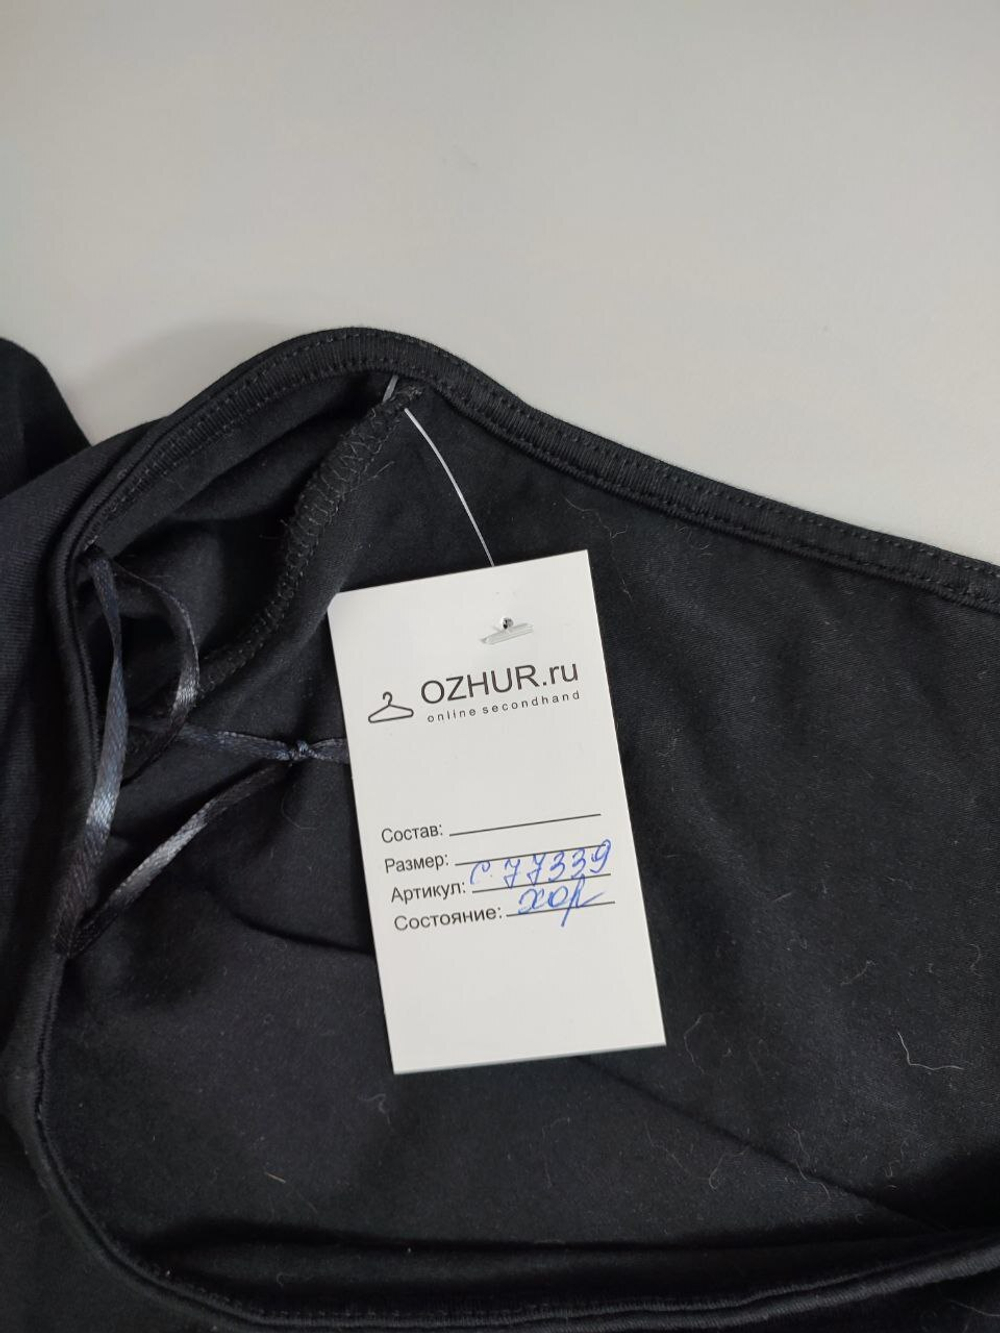 OZHUR.ru
online secondhand
Состав:
Размер:
Артикул: С 77339
Состояние: хор